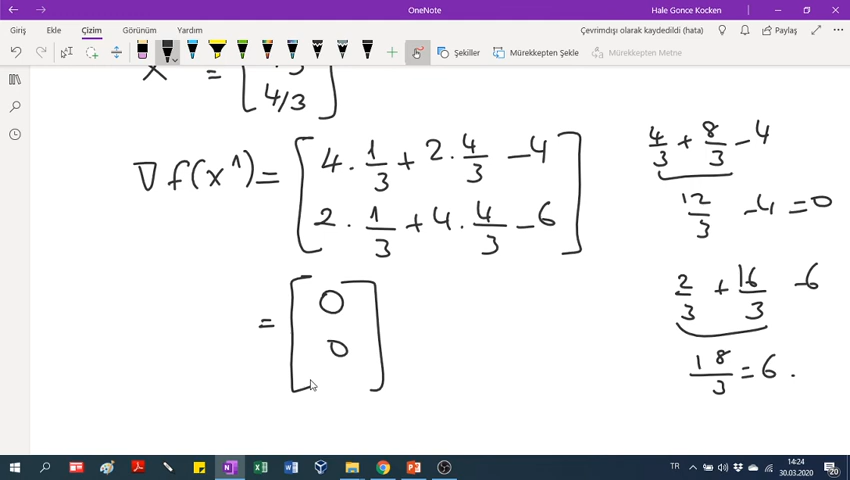 OneNote
Hale Gonce Kocken
Giriş Ekle Çizim Görünüm Yardım
Çevrimdışı olarak kaydedildi (hata) Paylaş
Şekiller Mürekkepten Şekle Mürekkepten Metne
x =
4/3
∇f(x¹) = [ 4 · 1/3 + 2 · 4/3 - 4
2 · 1/3 + 4 · 4/3 - 6 ]
= [ 0
0 ]
4/3 + 8/3 - 4
12/3 - 4 = 0
2/3 + 16/3 - 6
18/3 = 6 .
TR
14:24
30.03.2020
20